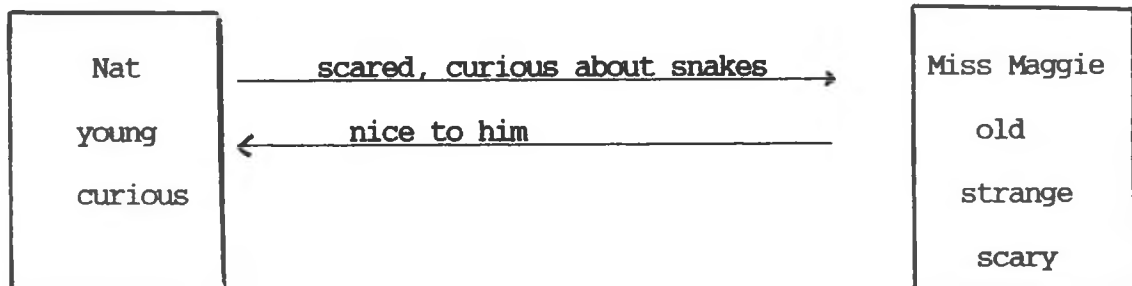 Nat
young
curious
scared, curious about snakes
nice to him
Miss Maggie
old
strange
scary